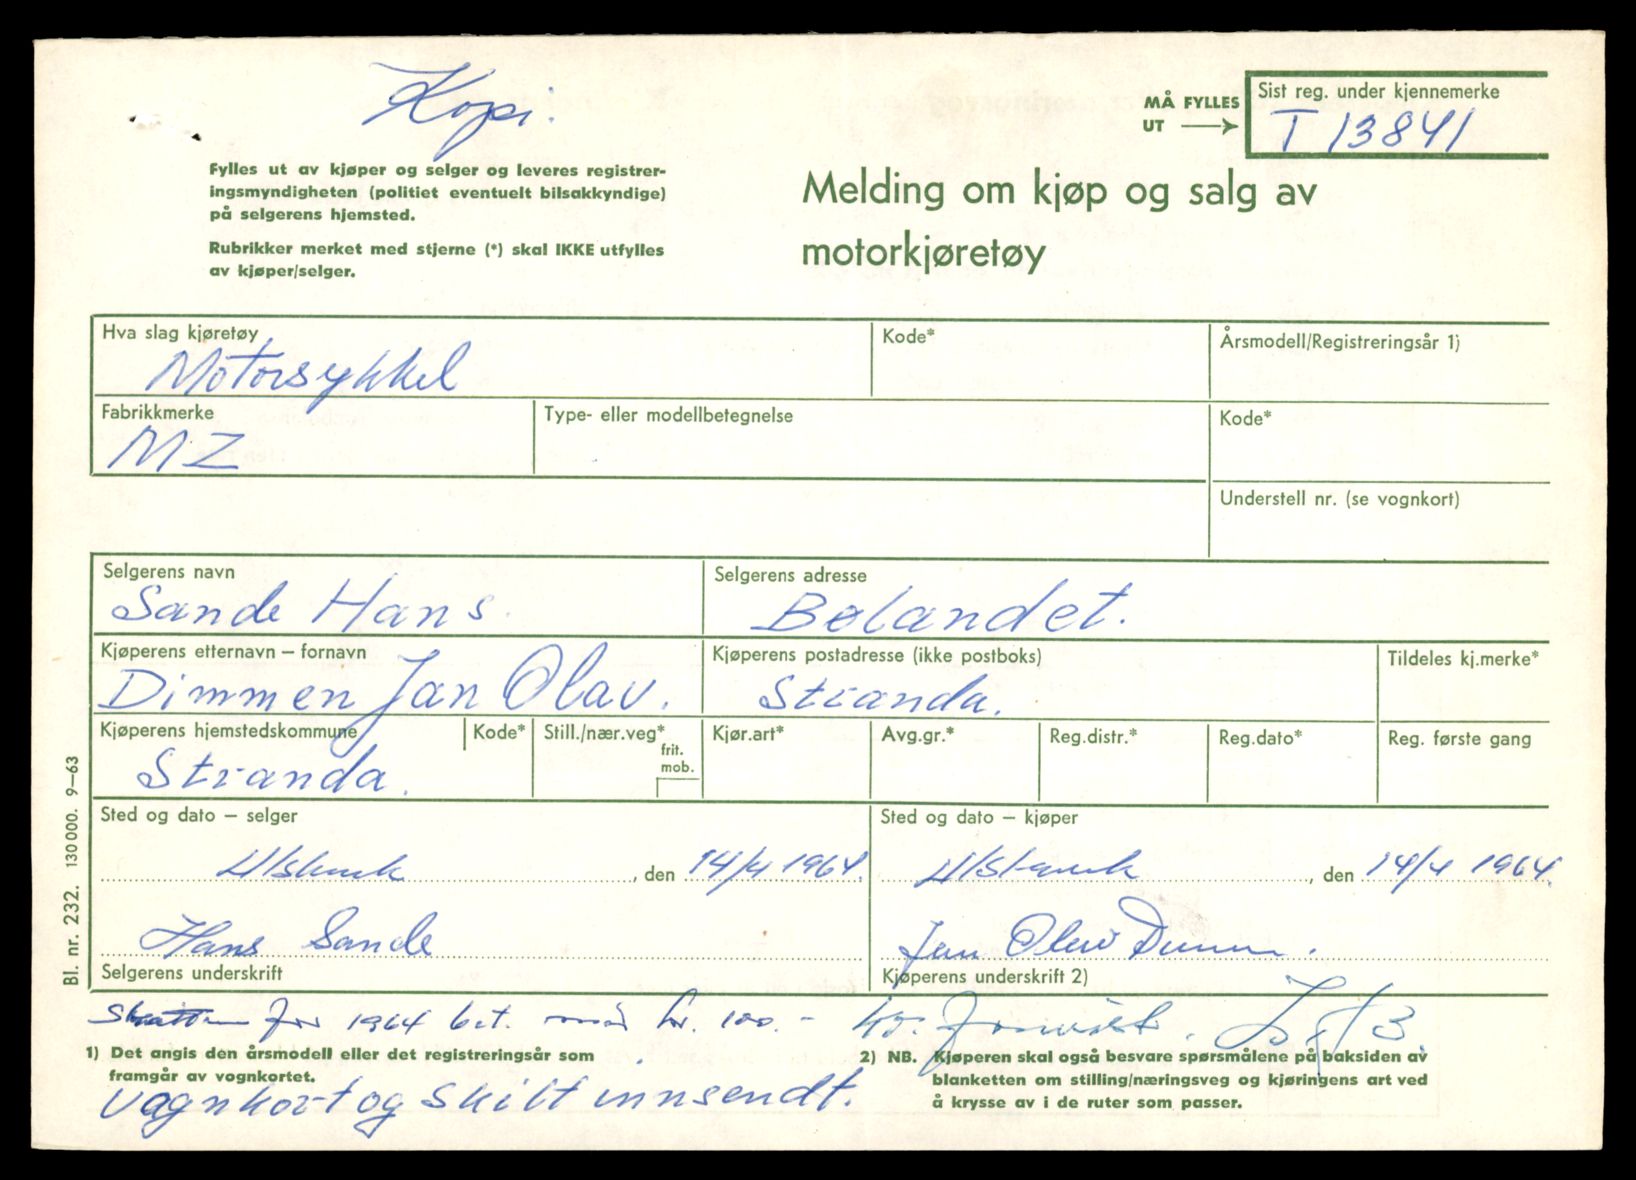 Kopi.
MÅ FYLLES UT
Sist reg. under kjennemerke
T 13841
Fylles ut av kjøper og selger og leveres registrer-
ingsmyndigheten (politiet eventuelt bilsakkyndige)
på selgerens hjemsted.
Rubrikker merket med stjerne (*) skal IKKE utfylles
av kjøper/selger.
Melding om kjøp og salg av
motorkjøretøy
Hva slag kjøretøy
Motorsykkel
Kode*
Årsmodell/Registreringsår 1)
Fabrikkmerke
MZ
Type- eller modellbetegnelse
Kode*
Understell nr. (se vognkort)
Selgerens navn
Sande Hans.
Selgerens adresse
Bølandet.
Kjøperens etternavn – fornavn
Dimmen Jan Olav.
Kjøperens postadresse (ikke postboks)
Stranda.
Tildeles kj.merke*
Kjøperens hjemstedskommune
Stranda.
Kode*
Still./nær.veg*
frit.
mob.
Kjør.art*
Avg.gr.*
Reg.distr.*
Reg.dato*
Reg. første gang
Sted og dato – selger
, den 14/4 1964.
Sted og dato – kjøper
, den 14/4 1964.
Hans Sande
Selgerens underskrift
Jan Olav Dimmen.
Kjøperens underskrift 2)
Skatten for 1964 bet. med kr. 100.-
1) Det angis den årsmodell eller det registreringsår som
framgår av vognkortet.
Vognkort og skilt innsendt.
2) NB. Kjøperen skal også besvare spørsmålene på baksiden av
blanketten om stilling/næringsveg og kjøringens art ved
å krysse av i de ruter som passer.
Bl. nr. 232. 130 000. 9–63